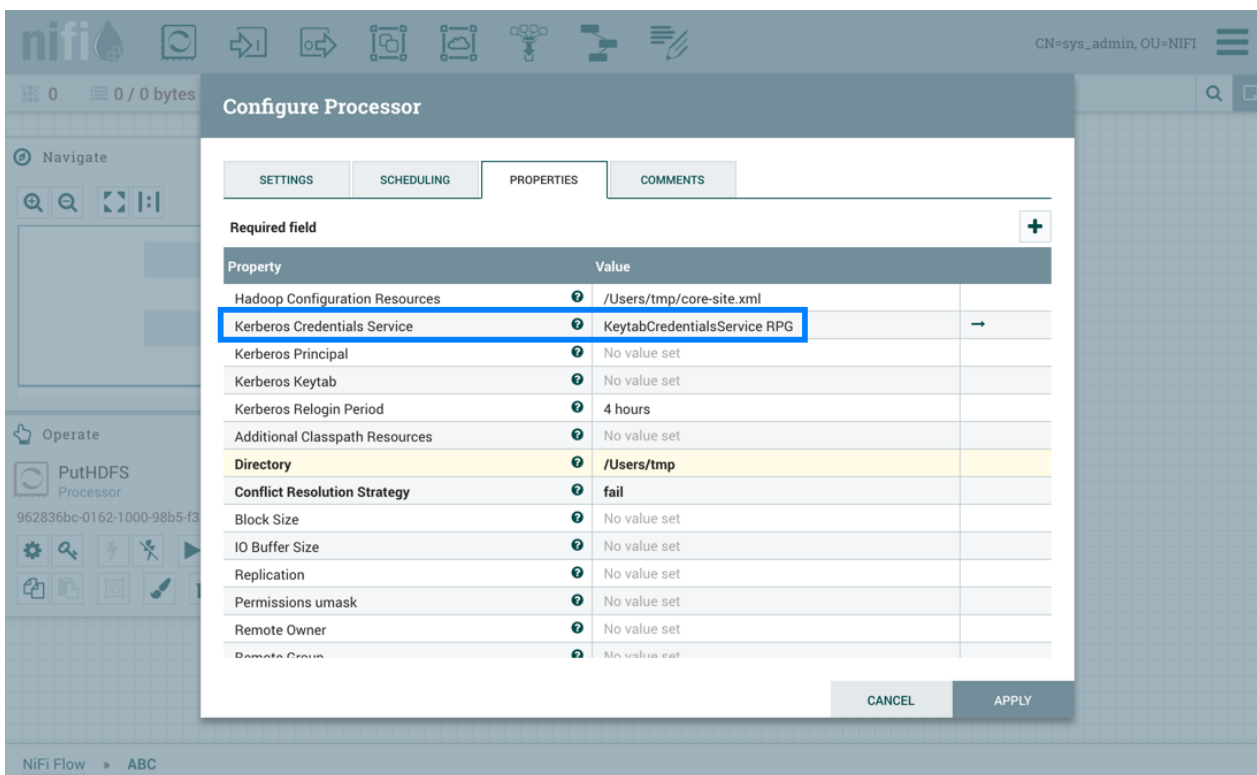 nifi
CN=sys_admin, OU=NIFI
0
0 / 0 bytes
Configure Processor
Navigate
SETTINGS
SCHEDULING
PROPERTIES
COMMENTS
Required field
Property Value
Hadoop Configuration Resources /Users/tmp/core-site.xml
Kerberos Credentials Service KeytabCredentialsService RPG
Kerberos Principal No value set
Kerberos Keytab No value set
Kerberos Relogin Period 4 hours
Additional Classpath Resources No value set
Directory /Users/tmp
Conflict Resolution Strategy fail
Block Size No value set
IO Buffer Size No value set
Replication No value set
Permissions umask No value set
Remote Owner No value set
Remote Group No value set
Operate
PutHDFS
Processor
962836bc-0162-1000-98b5-f3
CANCEL
APPLY
NiFi Flow » ABC